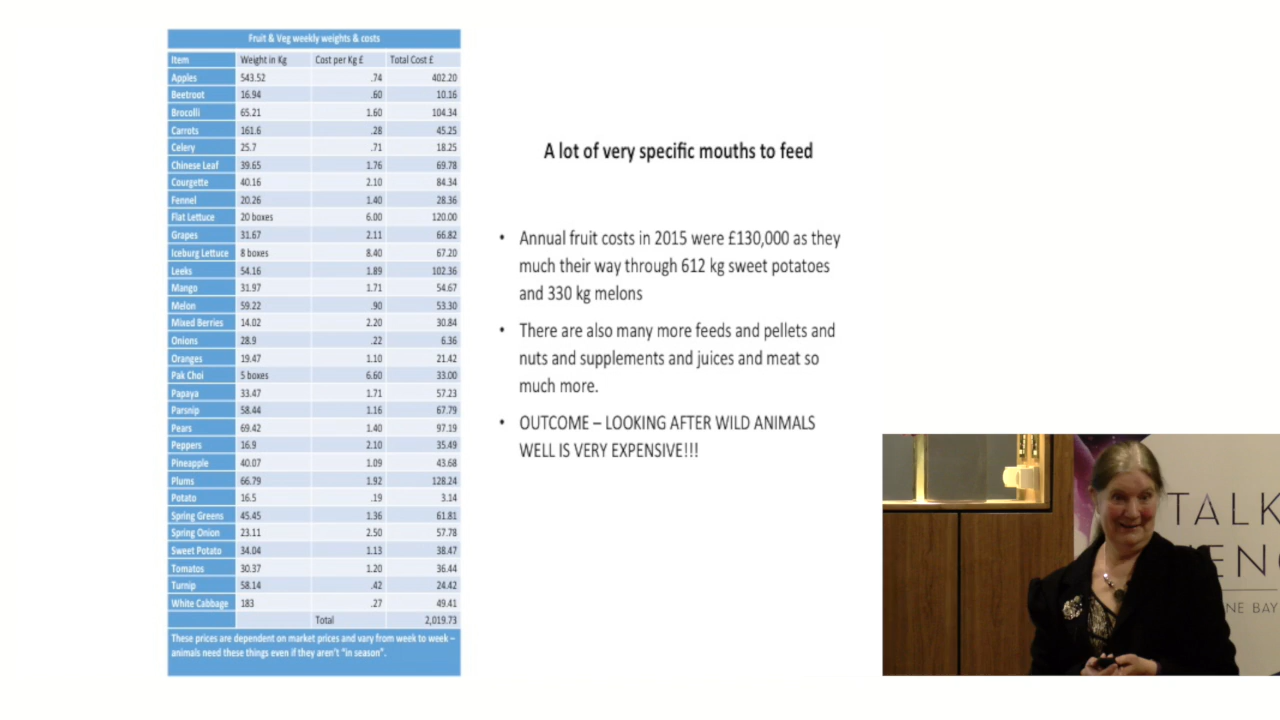 Fruit & Veg weekly weights & costs
Item Weight in Kg Cost per Kg £ Total Cost £
Apples 543.52 .74 402.20
Beetroot 16.94 .60 10.16
Brocolli 65.21 1.60 104.34
Carrots 161.6 .28 45.25
Celery 25.7 .71 18.25
Chinese Leaf 39.65 1.76 69.78
Courgette 40.16 2.10 84.34
Fennel 20.26 1.40 28.36
Flat Lettuce 20 boxes 6.00 120.00
Grapes 31.67 2.11 66.82
Iceburg Lettuce 8 boxes 8.40 67.20
Leeks 54.16 1.89 102.36
Mango 31.97 1.71 54.67
Melon 59.22 .90 53.30
Mixed Berries 14.02 2.20 30.84
Onions 28.9 .22 6.36
Oranges 19.47 1.10 21.42
Pak Choi 5 boxes 6.60 33.00
Papaya 33.47 1.71 57.23
Parsnip 58.44 1.16 67.79
Pears 69.42 1.40 97.19
Peppers 16.9 2.10 35.49
Pineapple 40.07 1.09 43.68
Plums 66.79 1.92 128.24
Potato 16.5 .19 3.14
Spring Greens 45.45 1.36 61.81
Spring Onion 23.11 2.50 57.78
Sweet Potato 34.04 1.13 38.47
Tomatos 30.37 1.20 36.44
Turnip 58.14 .42 24.42
White Cabbage 183 .27 49.41
Total 2,019.73
These prices are dependent on market prices and vary from week to week –
animals need these things even if they aren't "in season".
A lot of very specific mouths to feed
• Annual fruit costs in 2015 were £130,000 as they
much their way through 612 kg sweet potatoes
and 330 kg melons
• There are also many more feeds and pellets and
nuts and supplements and juices and meat so
much more.
• OUTCOME – LOOKING AFTER WILD ANIMALS
WELL IS VERY EXPENSIVE!!!
TALK
ENC
NE BAY